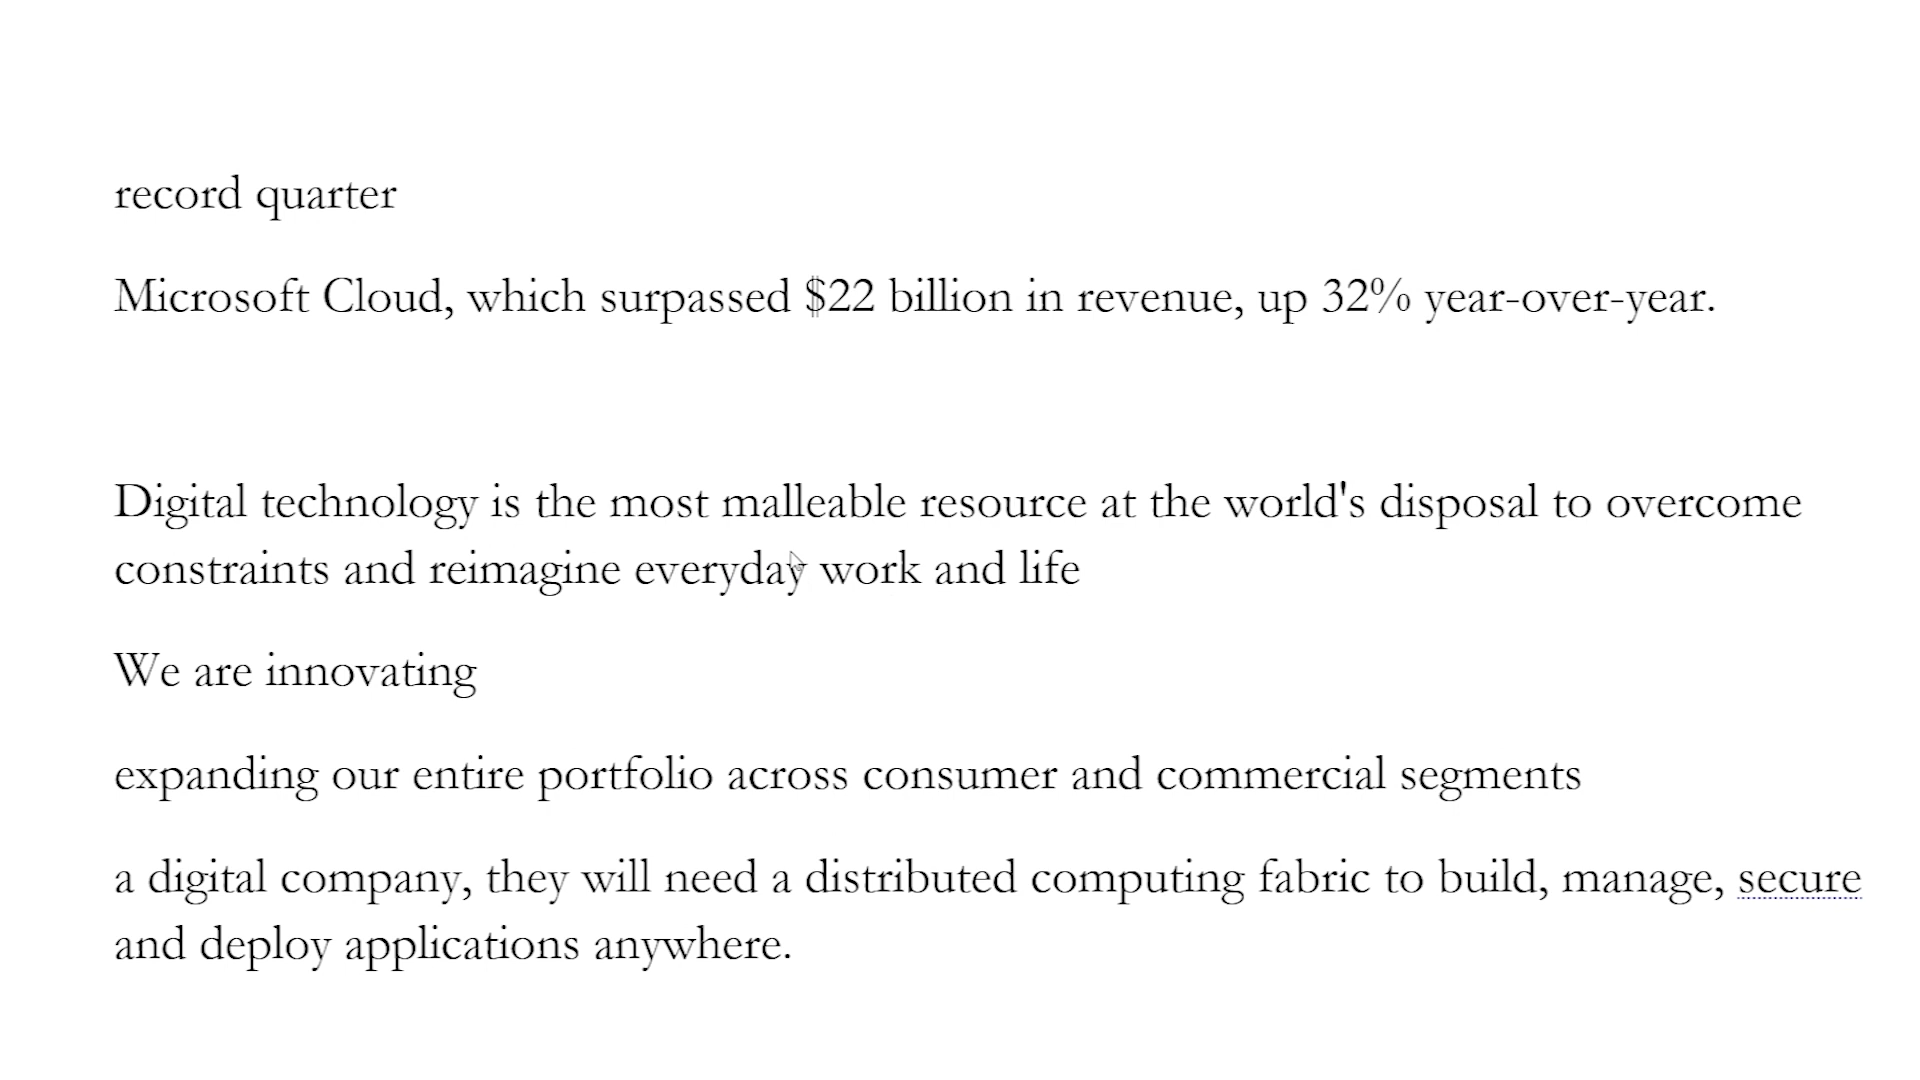 record quarter
Microsoft Cloud, which surpassed $22 billion in revenue, up 32% year-over-year.
Digital technology is the most malleable resource at the world's disposal to overcome
constraints and reimagine everyday work and life
We are innovating
expanding our entire portfolio across consumer and commercial segments
a digital company, they will need a distributed computing fabric to build, manage, secure
and deploy applications anywhere.